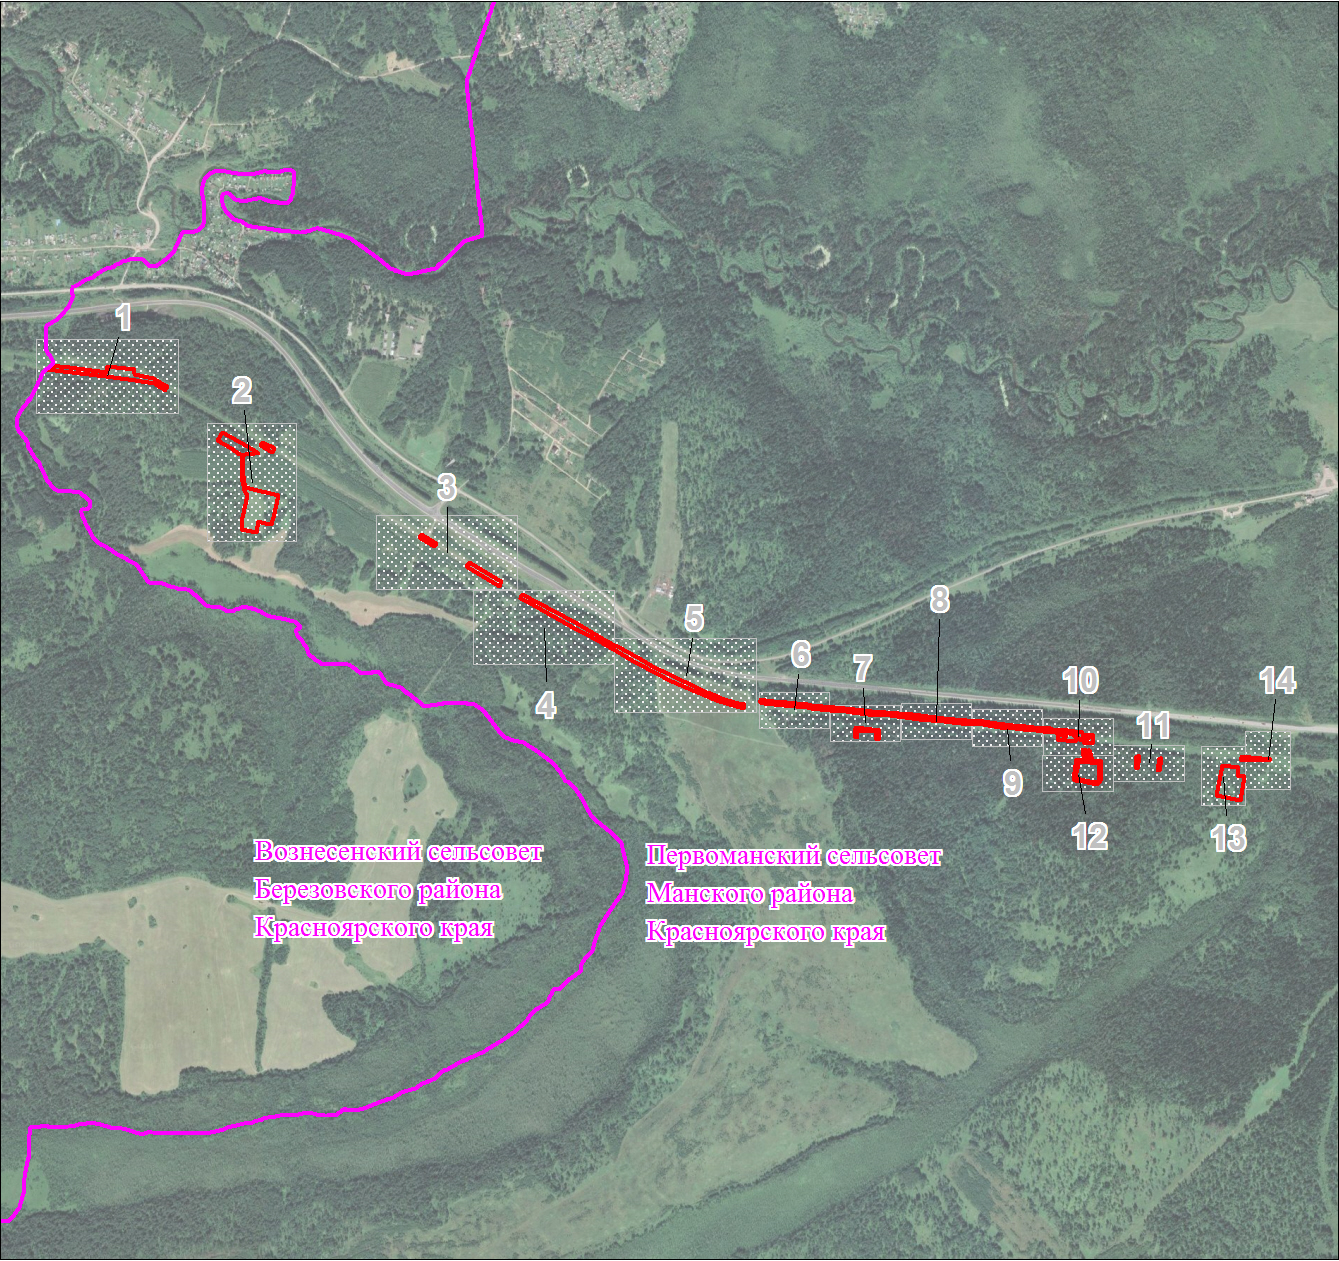 1
2
3
4
5
6
7
8
9
10
11
12
13
14
Вознесенский сельсовет
Березовского района
Красноярского края
Первоманский сельсовет
Манского района
Красноярского края